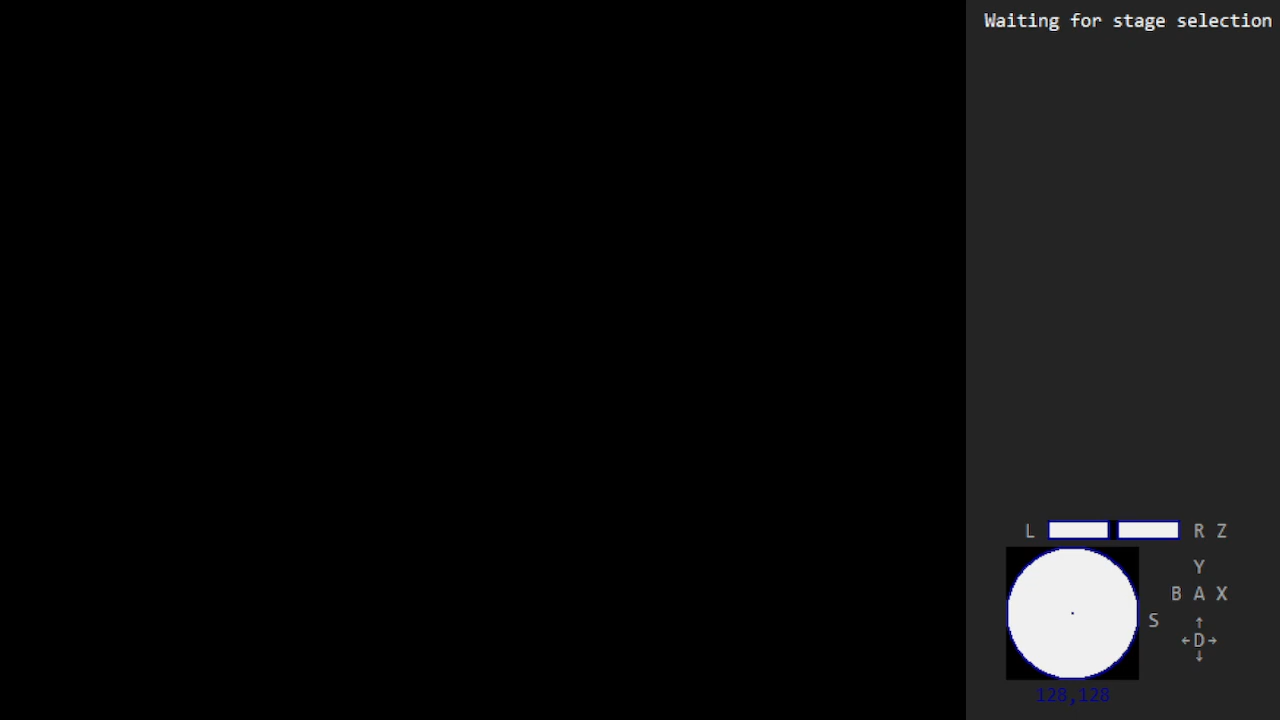 Waiting for stage selection
L R Z
Y
B A X
S
↑
←D→
↓
128,128